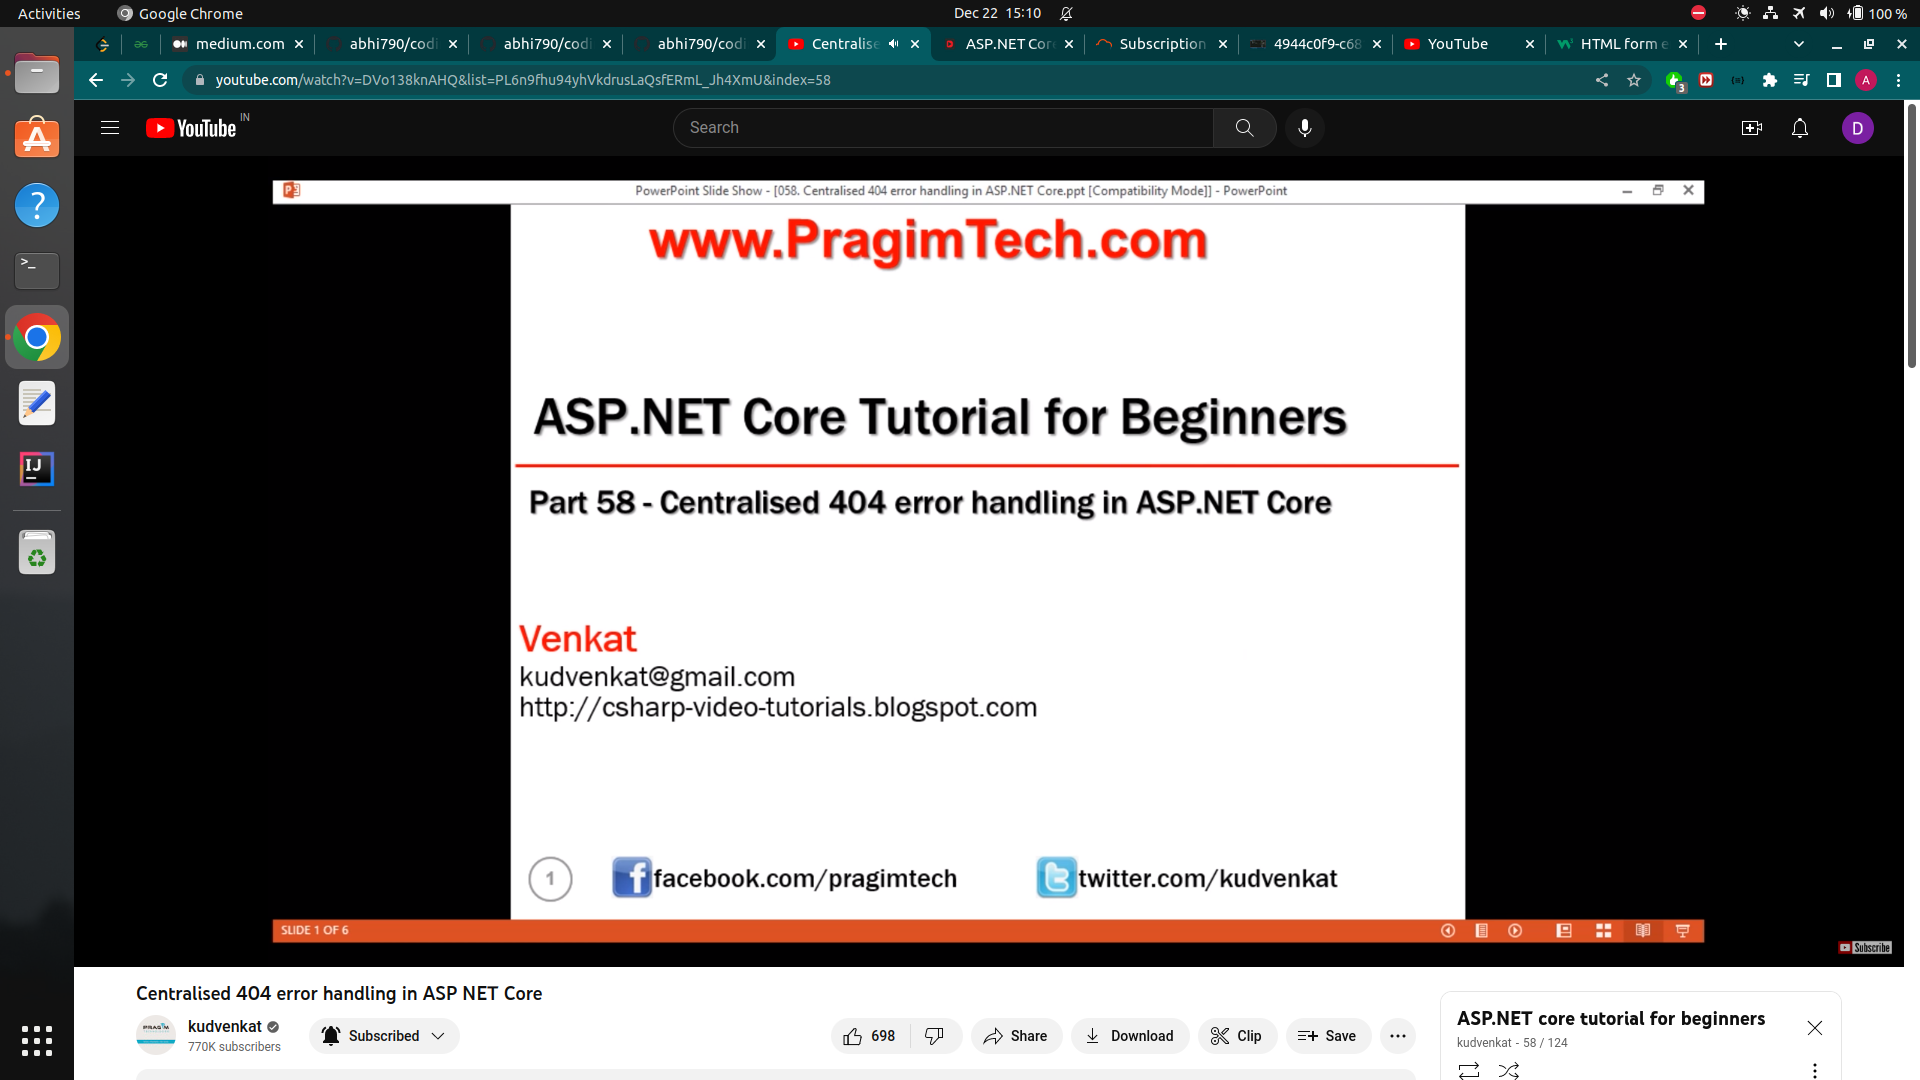 Activities
Google Chrome
Dec 22 15:10
100 %
medium.com
abhi790/codi
abhi790/codi
abhi790/codi
Centralise
ASP.NET Cor
Subscription
4944c0f9-c68
YouTube
HTML form e
youtube.com/watch?v=DVo138knAHQ&list=PL6n9fhu94yhVkdrusLaQsfERmL_Jh4XmU&index=58
3
A
YouTube
IN
Search
D
PowerPoint Slide Show - [058. Centralised 404 error handling in ASP.NET Core.ppt [Compatibility Mode]] - PowerPoint
www.PragimTech.com
ASP.NET Core Tutorial for Beginners
Part 58 - Centralised 404 error handling in ASP.NET Core
Venkat
kudvenkat@gmail.com
http://csharp-video-tutorials.blogspot.com
1
facebook.com/pragimtech
twitter.com/kudvenkat
SLIDE 1 OF 6
Subscribe
Centralised 404 error handling in ASP NET Core
kudvenkat
770K subscribers
Subscribed
698
Share
Download
Clip
Save
ASP.NET core tutorial for beginners
kudvenkat - 58 / 124
IJ
PRAGIM